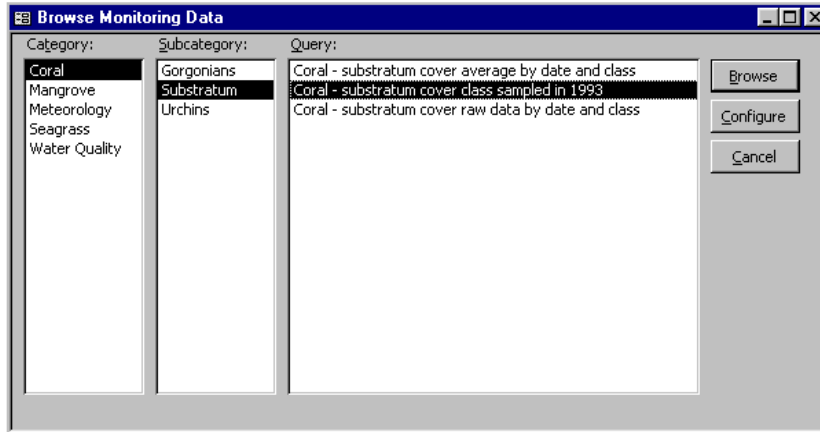 Browse Monitoring Data
Category:
Coral
Mangrove
Meteorology
Seagrass
Water Quality
Subcategory:
Gorgonians
Substratum
Urchins
Query:
Coral - substratum cover average by date and class
Coral - substratum cover class sampled in 1993
Coral - substratum cover raw data by date and class
Browse
Configure
Cancel